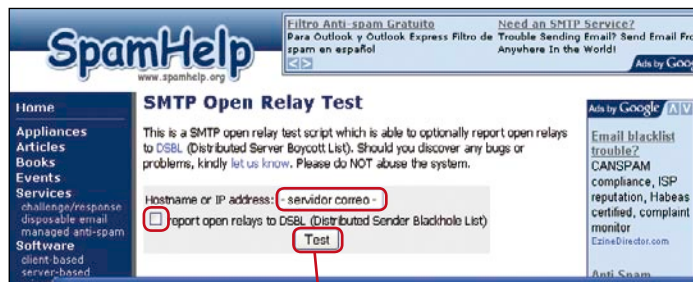 SpamHelp
www.spamhelp.org
Filtro Anti-spam Gratuito
Para Outlook y Outlook Express Filtro de
spam en español
Need an SMTP Service?
Trouble Sending Email? Send Email Fro
Anywhere In the World!
Ads by Goog
Home
Appliances
Articles
Books
Events
Services
challenge/response
disposable email
managed anti-spam
Software
client-based
server-based
SMTP Open Relay Test
This is a SMTP open relay test script which is able to optionally report open relays
to DSBL (Distributed Server Boycott List). Should you discover any bugs or
problems, kindly let us know. Please do NOT abuse the system.
Hostname or IP address: - servidor correo -
report open relays to DSBL (Distributed Sender Blackhole List)
Test
Ads by Google
Email blacklist
trouble?
CANSPAM
compliance, ISP
reputation, Habeas
certified, complaint
monitor
EzineDirector.com
Anti Spam